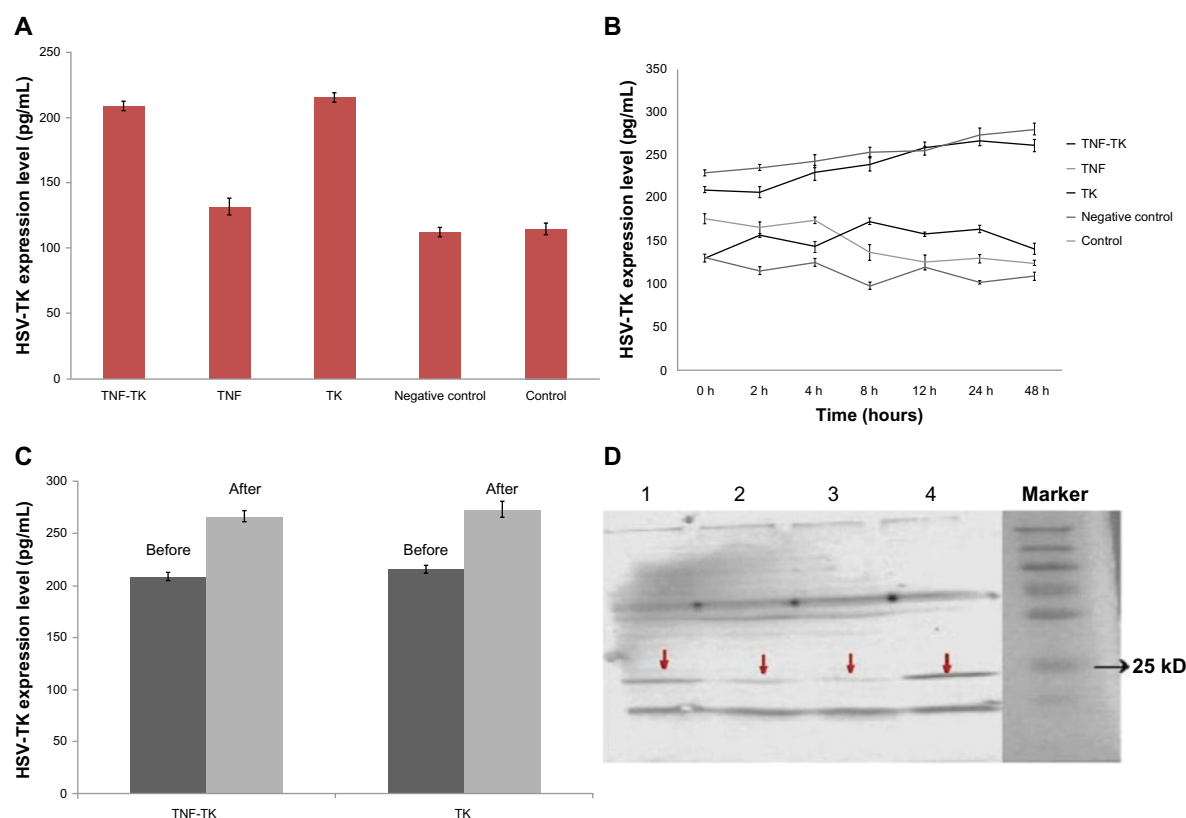 A
HSV-TK expression level (pg/mL)
250
200
150
100
50
0
TNF-TK TNF TK Negative control Control
B
HSV-TK expression level (pg/mL)
350
300
250
200
150
100
50
0
0 h 2 h 4 h 8 h 12 h 24 h 48 h
Time (hours)
TNF-TK
TNF
TK
Negative control
Control
C
HSV-TK expression level (pg/mL)
300
250
200
150
100
50
0
Before
After
Before
After
TNF-TK TK
D
1 2 3 4 Marker
25 kD